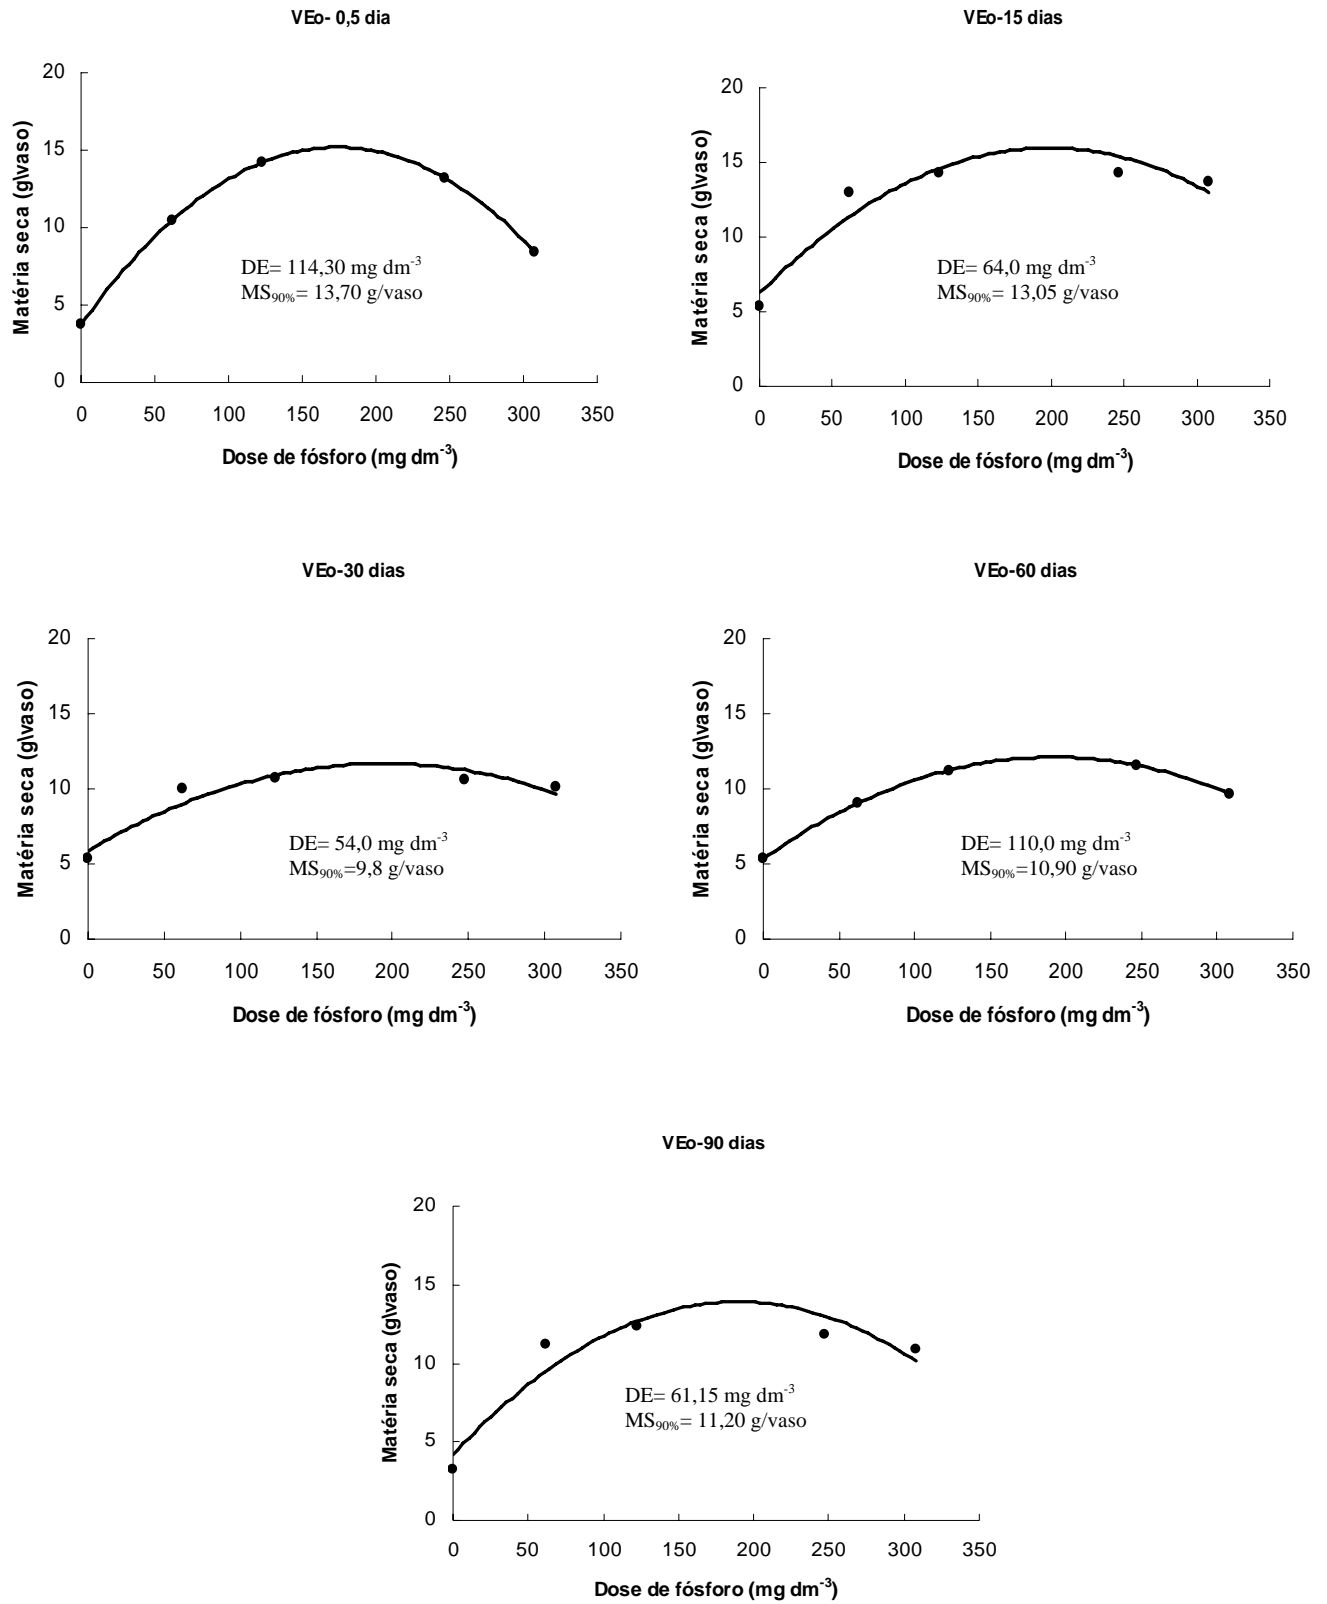 VEo- 0,5 dia
20
15
10
5
0
Matéria seca (g\vaso)
DE= 114,30 mg dm-3
MS90%= 13,70 g/vaso
0 50 100 150 200 250 300 350
Dose de fósforo (mg dm-3)
VEo-15 dias
20
15
10
5
0
Matéria seca (g\vaso)
DE= 64,0 mg dm-3
MS90%= 13,05 g/vaso
0 50 100 150 200 250 300 350
Dose de fósforo (mg dm-3)
VEo-30 dias
20
15
10
5
0
Matéria seca (g\vaso)
DE= 54,0 mg dm-3
MS90%=9,8 g/vaso
0 50 100 150 200 250 300 350
Dose de fósforo (mg dm-3)
VEo-60 dias
20
15
10
5
0
Matéria seca (g\vaso)
DE= 110,0 mg dm-3
MS90%=10,90 g/vaso
0 50 100 150 200 250 300 350
Dose de fósforo (mg dm-3)
VEo-90 dias
20
15
10
5
0
Matéria seca (g\vaso)
DE= 61,15 mg dm-3
MS90%= 11,20 g/vaso
0 50 100 150 200 250 300 350
Dose de fósforo (mg dm-3)